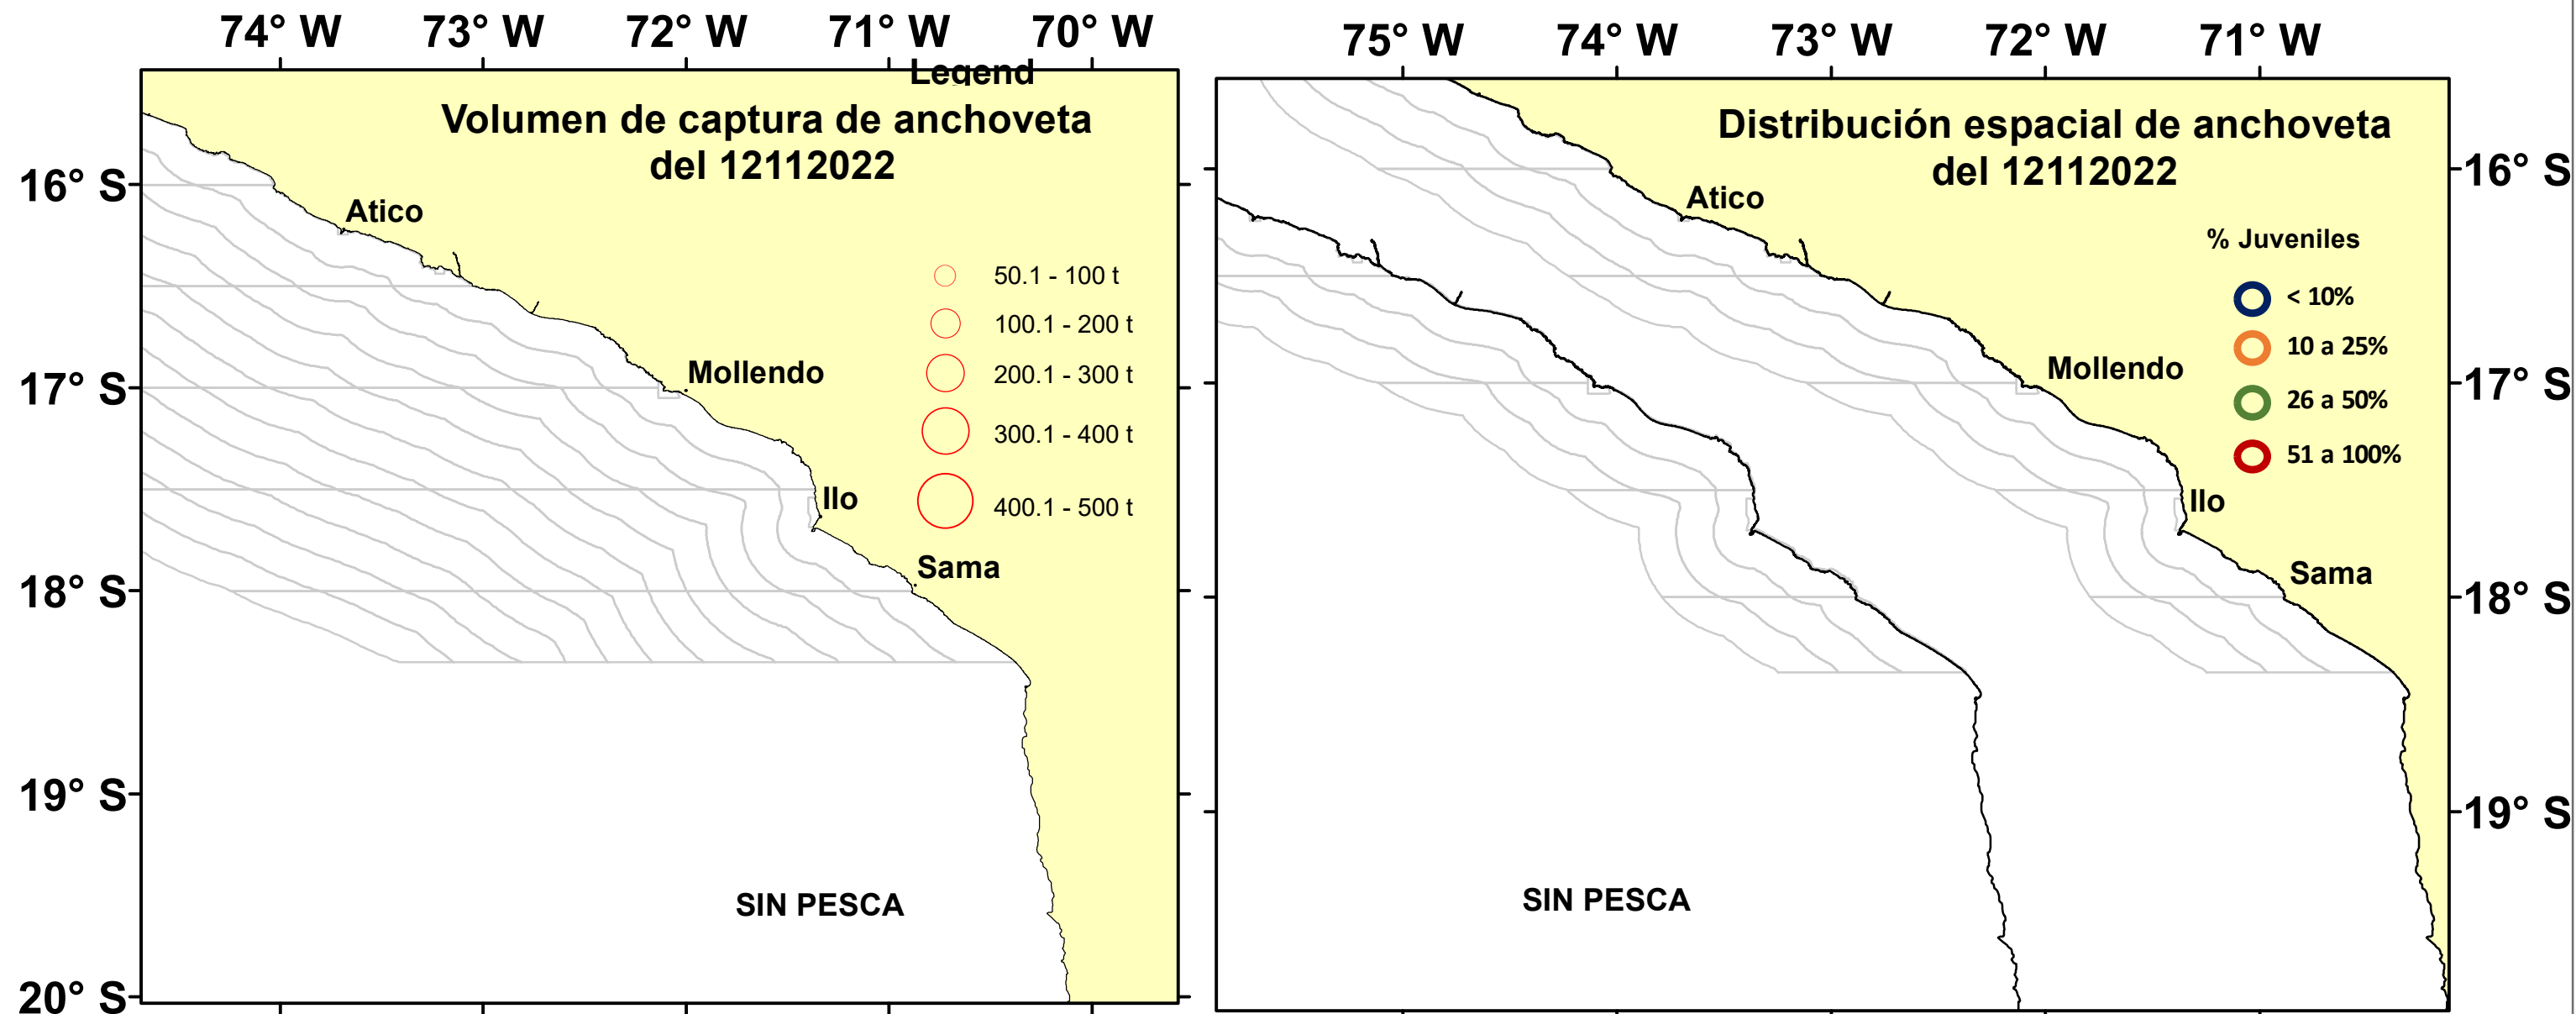 74° W 73° W 72° W 71° W 70° W
Legend
Volumen de captura de anchoveta
del 12112022
16° S
Atico
50.1 - 100 t
100.1 - 200 t
Mollendo
200.1 - 300 t
17° S
300.1 - 400 t
Ilo
400.1 - 500 t
Sama
18° S
19° S
SIN PESCA
20° S
75° W 74° W 73° W 72° W 71° W
Distribución espacial de anchoveta
del 12112022
16° S
Atico
% Juveniles
< 10%
10 a 25%
Mollendo
17° S
26 a 50%
51 a 100%
Ilo
Sama
18° S
19° S
SIN PESCA